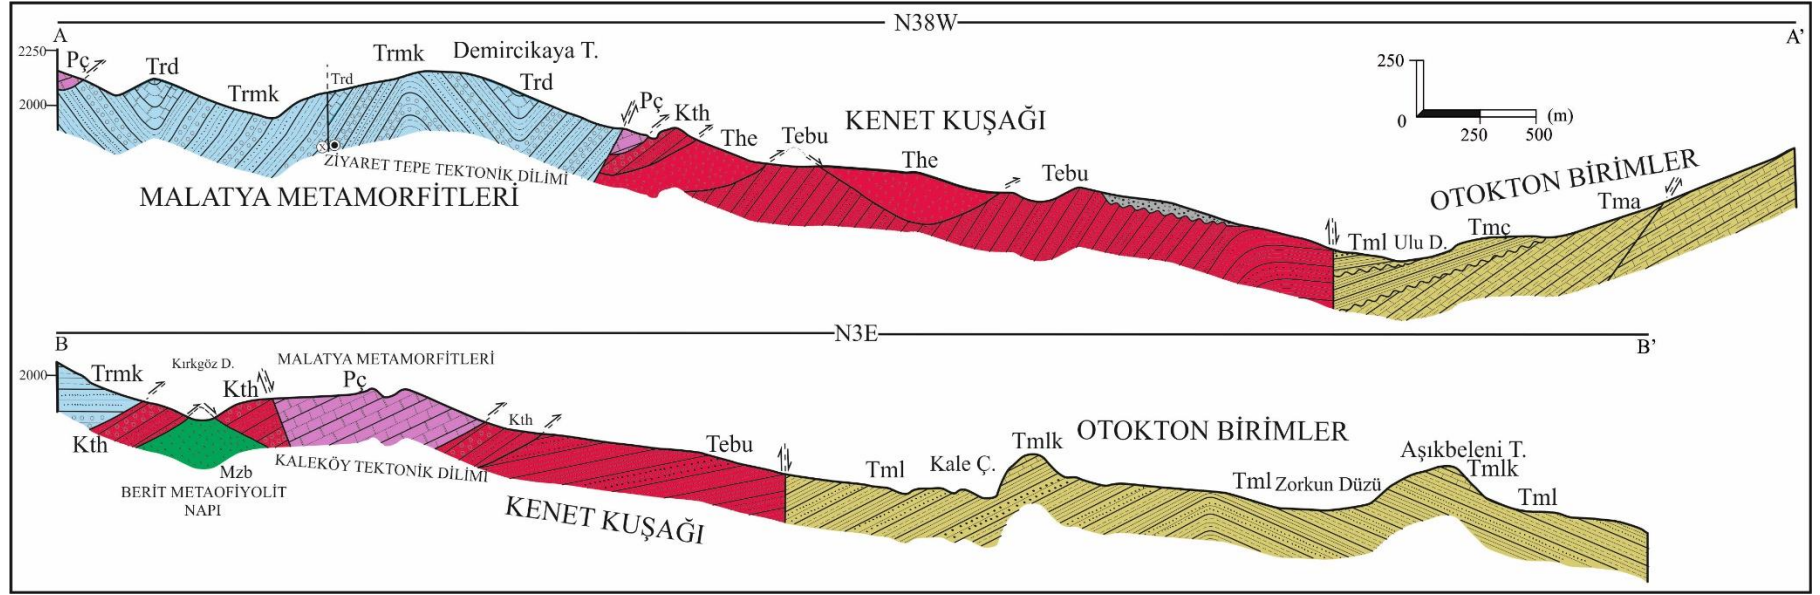 N38W
A
A'
2250
2000
Pç
Trd
Trmk
Trd
Trmk
Demircikaya T.
Trd
Pç
Kth
The
Tebu
KENET KUŞAĞI
The
Tebu
250
0
250
500
(m)
ZİYARET TEPE TEKTONİK DİLİMİ
MALATYA METAMORFİTLERİ
OTOKTON BİRİMLER
Tml
Ulu D.
Tmç
Tma
N3E
B
B'
2000
Trmk
Kırkgöz D.
MALATYA METAMORFİTLERİ
Kth
Pç
Kth
Kth
Mzb
BERİT METAOFİYOLİT
NAPI
KALEKÖY TEKTONİK DİLİMİ
KENET KUŞAĞI
Tebu
Tml
Kale Ç.
Tmlk
OTOKTON BİRİMLER
Tml
Zorkun Düzü
Aşıkbeleni T.
Tmlk
Tml